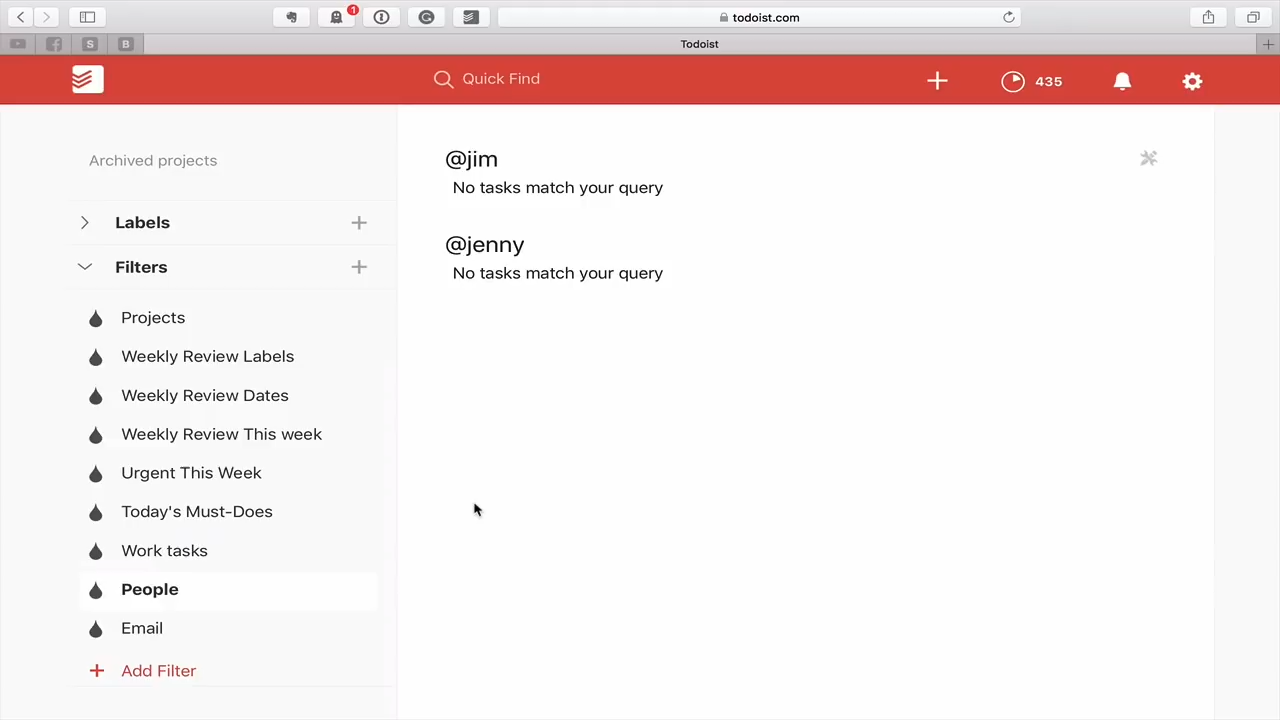 1
todoist.com
S
B
Todoist
Quick Find
435
Archived projects
Labels
Filters
Projects
Weekly Review Labels
Weekly Review Dates
Weekly Review This week
Urgent This Week
Today's Must-Does
Work tasks
People
Email
Add Filter
@jim
No tasks match your query
@jenny
No tasks match your query